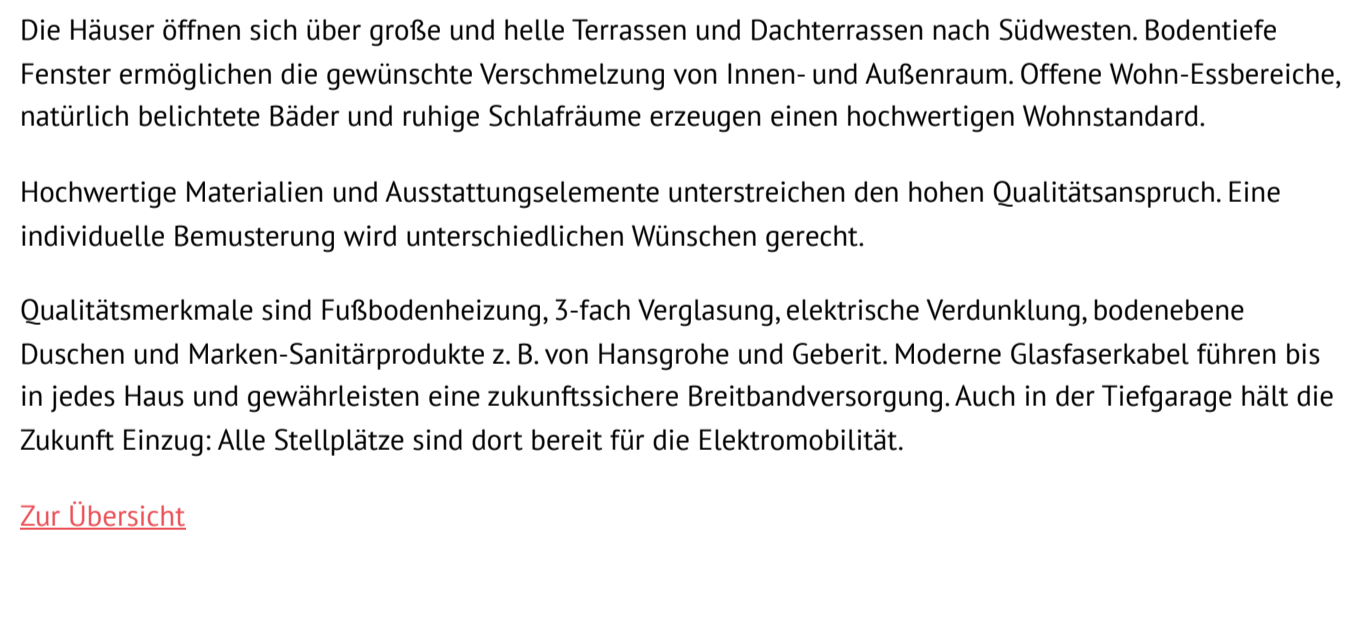 Die Häuser öffnen sich über große und helle Terrassen und Dachterrassen nach Südwesten. Bodentiefe
Fenster ermöglichen die gewünschte Verschmelzung von Innen- und Außenraum. Offene Wohn-Essbereiche,
natürlich belichtete Bäder und ruhige Schlafräume erzeugen einen hochwertigen Wohnstandard.
Hochwertige Materialien und Ausstattungselemente unterstreichen den hohen Qualitätsanspruch. Eine
individuelle Bemusterung wird unterschiedlichen Wünschen gerecht.
Qualitätsmerkmale sind Fußbodenheizung, 3-fach Verglasung, elektrische Verdunklung, bodenebene
Duschen und Marken-Sanitärprodukte z. B. von Hansgrohe und Geberit. Moderne Glasfaserkabel führen bis
in jedes Haus und gewährleisten eine zukunftssichere Breitbandversorgung. Auch in der Tiefgarage hält die
Zukunft Einzug: Alle Stellplätze sind dort bereit für die Elektromobilität.
Zur Übersicht